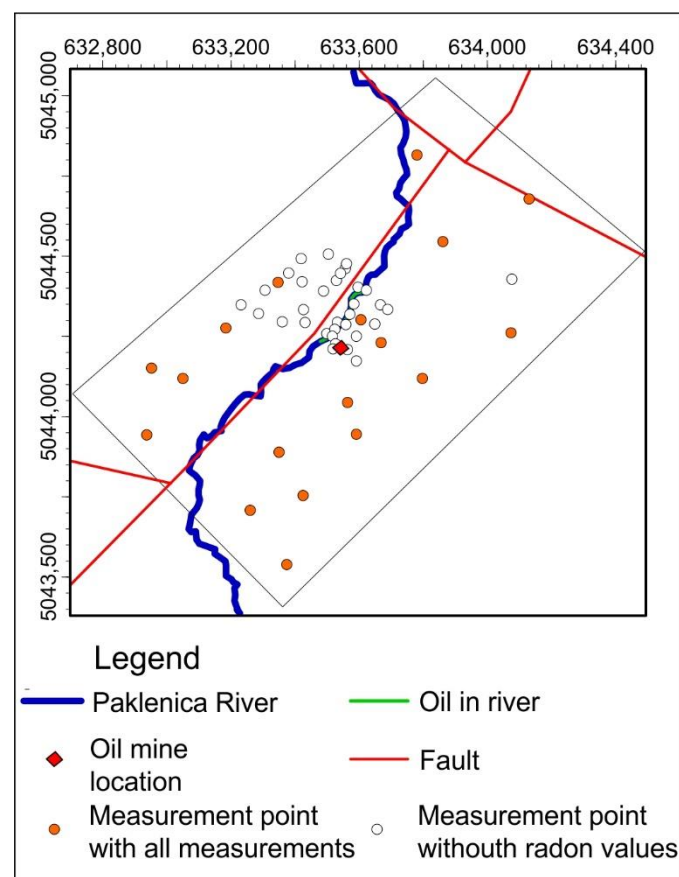 632,800 633,200 633,600 634,000 634,400
5045,000
5044,500
5044,000
5043,500
Legend
Paklenica River
Oil in river
Oil mine
location
Fault
Measurement point
with all measurements
Measurement point
withouth radon values